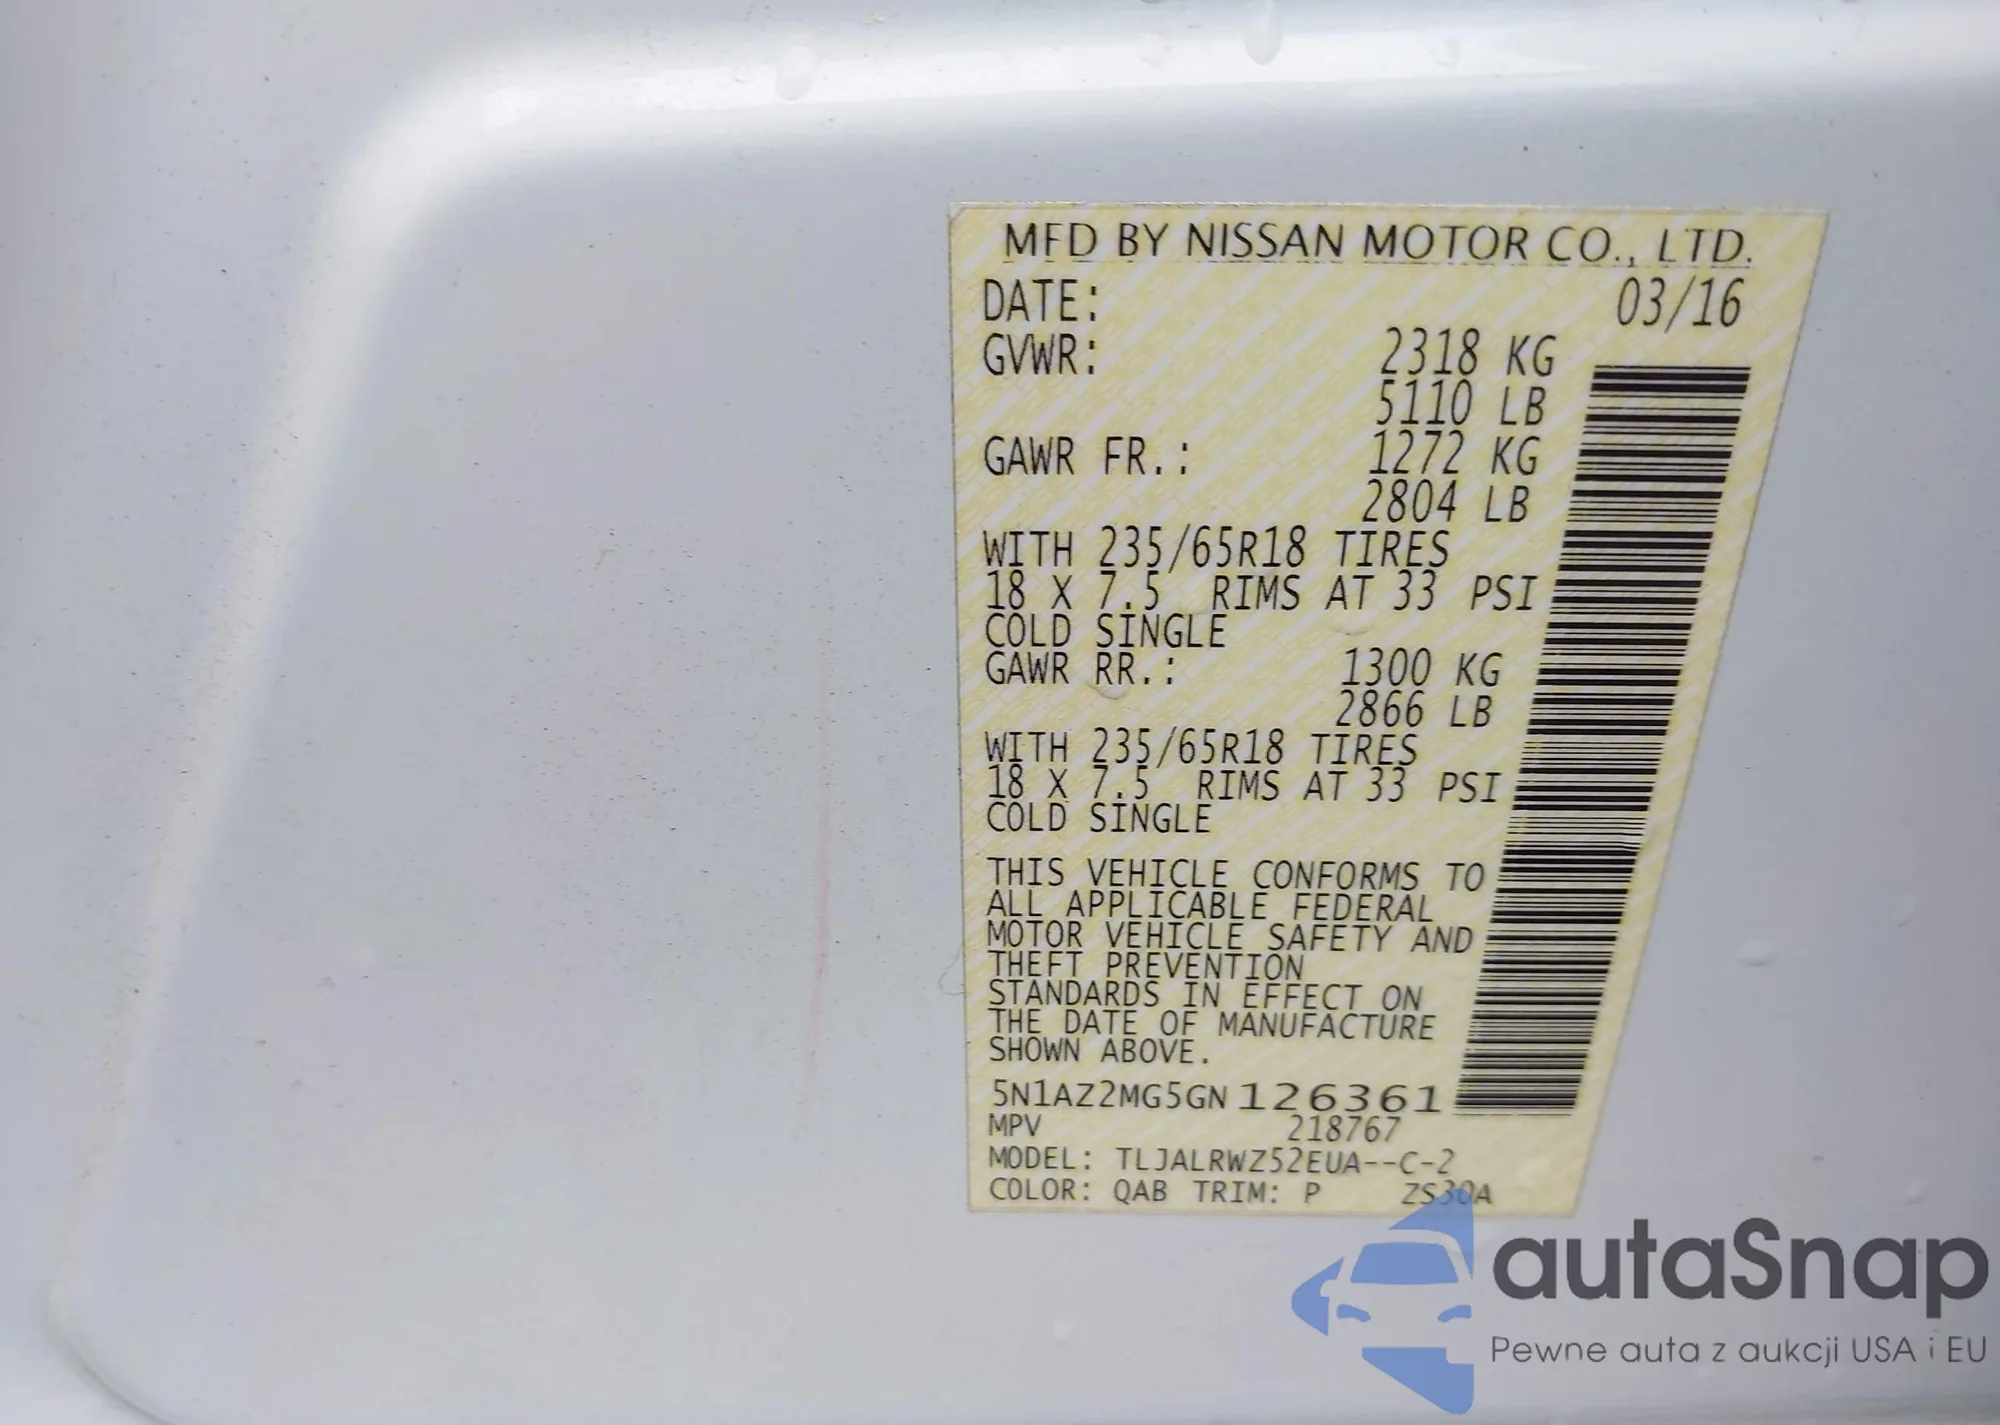 MFD BY NISSAN MOTOR CO., LTD.
DATE: 03/16
GVWR: 2318 KG
5110 LB
GAWR FR.: 1272 KG
2804 LB
WITH 235/65R18 TIRES
18 X 7.5 RIMS AT 33 PSI
COLD SINGLE
GAWR RR.: 1300 KG
2866 LB
WITH 235/65R18 TIRES
18 X 7.5 RIMS AT 33 PSI
COLD SINGLE
THIS VEHICLE CONFORMS TO
ALL APPLICABLE FEDERAL
MOTOR VEHICLE SAFETY AND
THEFT PREVENTION
STANDARDS IN EFFECT ON
THE DATE OF MANUFACTURE
SHOWN ABOVE.
5N1AZ2MG5GN126361
MPV 218767
MODEL: TLJALRWZ52EUA--C-2
COLOR: QAB TRIM: P ZS30A
autaSnap
Pewne auta z aukcji USA i EU